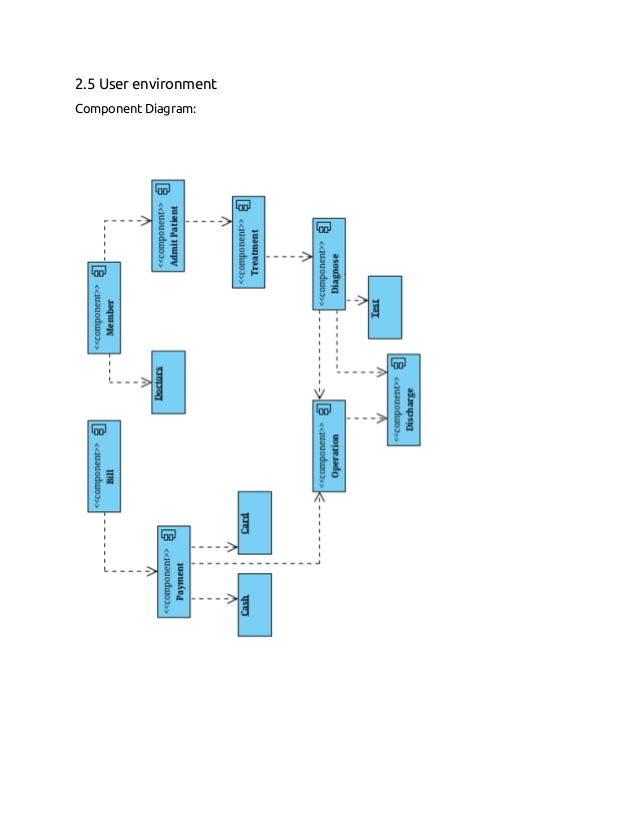 2.5 User environment
Component Diagram:
<<component>>
Admit Patient
<<component>>
Treatment
<<component>>
Diagnose
<<component>>
Member
Test
Doctors
<<component>>
Discharge
<<component>>
Operation
<<component>>
Bill
Card
<<component>>
Payment
Cash